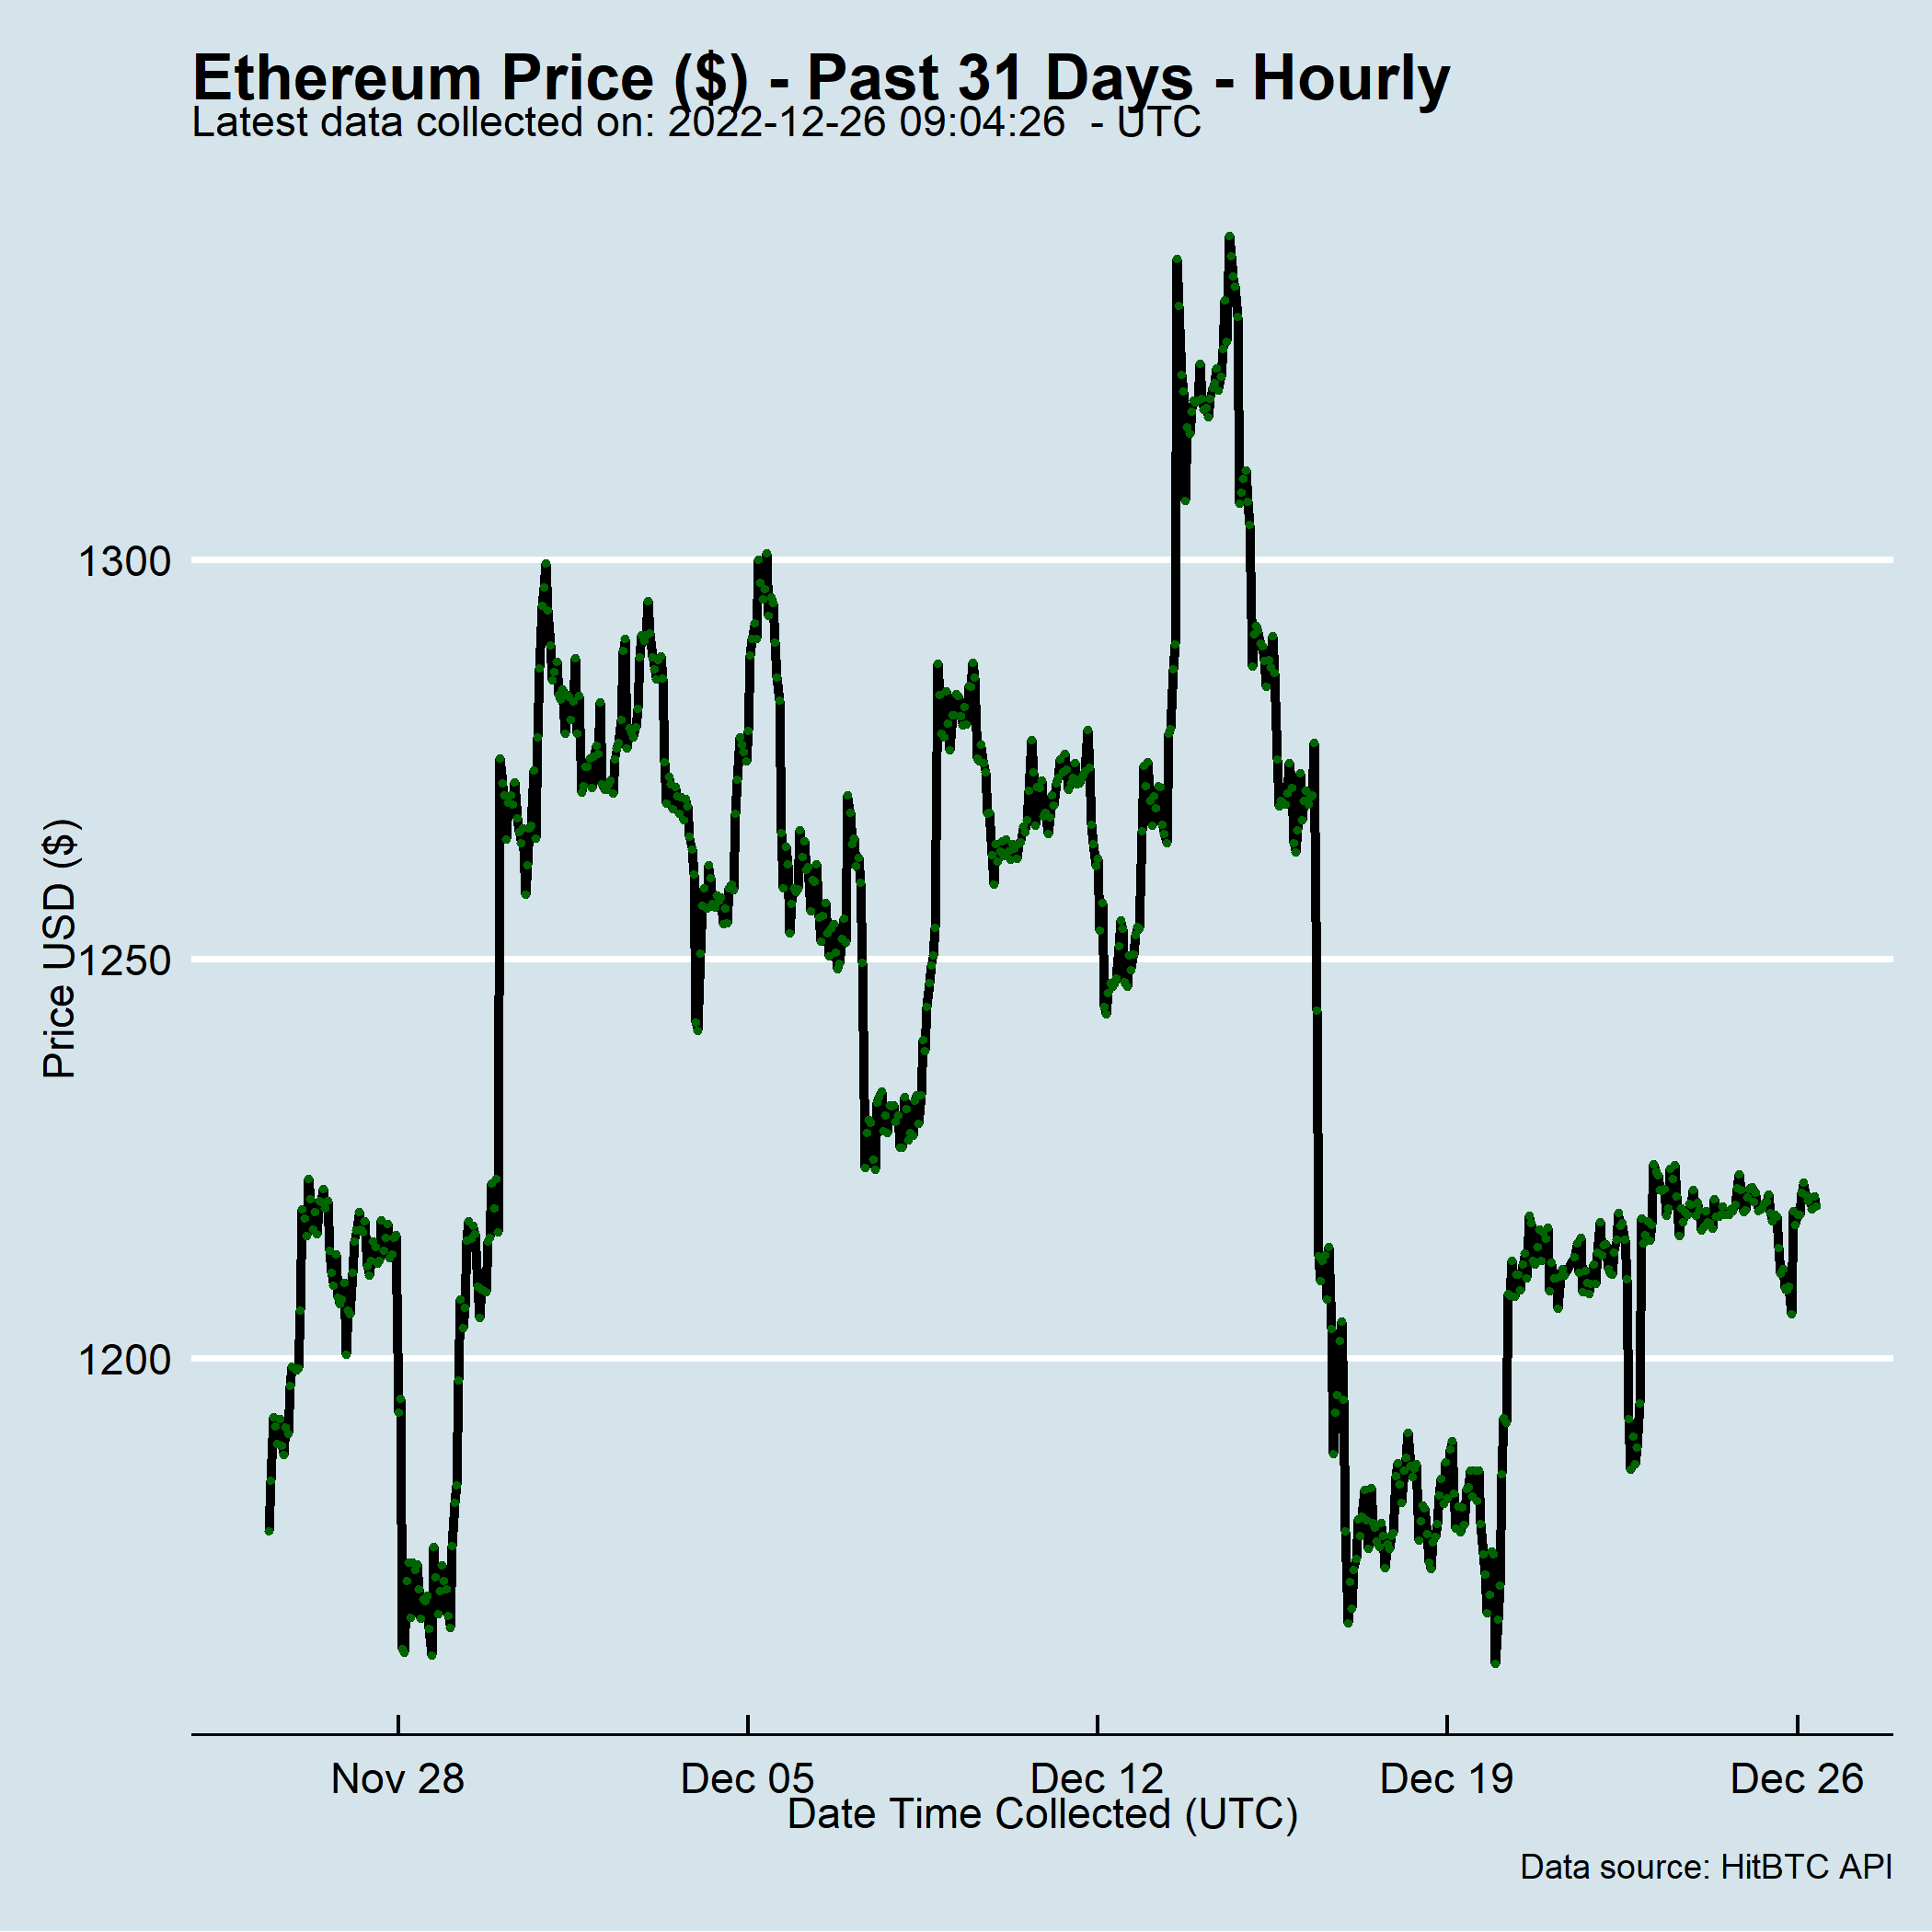 Ethereum Price ($) - Past 31 Days - Hourly
Latest data collected on: 2022-12-26 09:04:26  - UTC
Price USD ($)
1300
1250
1200
Nov 28
Dec 05
Dec 12
Dec 19
Dec 26
Date Time Collected (UTC)
Data source: HitBTC API